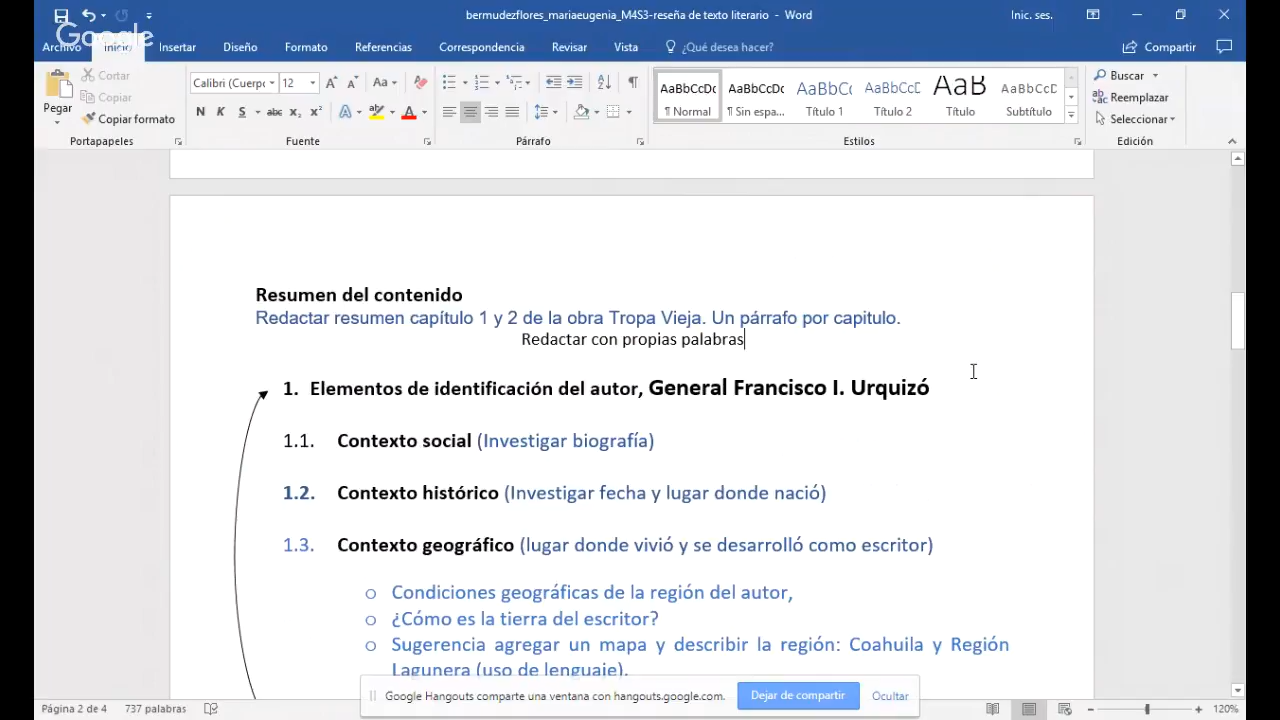 bermudezflores_mariaeugenia_M4S3-reseña de texto literario - Word
Inic. ses.
Google
Archivo Inicio Insertar Diseño Formato Referencias Correspondencia Revisar Vista ¿Qué desea hacer? Compartir
Pegar
Cortar
Copiar
Copiar formato
Calibri (Cuerpo 12
N K S abc x₂ x²
Aa
AaBbCcDc AaBbCcDc AaBbC( AaBbCcC AaB AaBbCcC
¶ Normal ¶ Sin espa... Título 1 Título 2 Título Subtítulo
Buscar
Reemplazar
Seleccionar
Portapapeles Fuente Párrafo Estilos Edición
Resumen del contenido
Redactar resumen capítulo 1 y 2 de la obra Tropa Vieja. Un párrafo por capitulo.
Redactar con propias palabras
1. Elementos de identificación del autor, General Francisco I. Urquizó
1.1. Contexto social (Investigar biografía)
1.2. Contexto histórico (Investigar fecha y lugar donde nació)
1.3. Contexto geográfico (lugar donde vivió y se desarrolló como escritor)
o Condiciones geográficas de la región del autor,
o ¿Cómo es la tierra del escritor?
o Sugerencia agregar un mapa y describir la región: Coahuila y Región
Lagunera (uso de lenguaje).
Google Hangouts comparte una ventana con hangouts.google.com. Dejar de compartir Ocultar
Página 2 de 4 737 palabras 120%